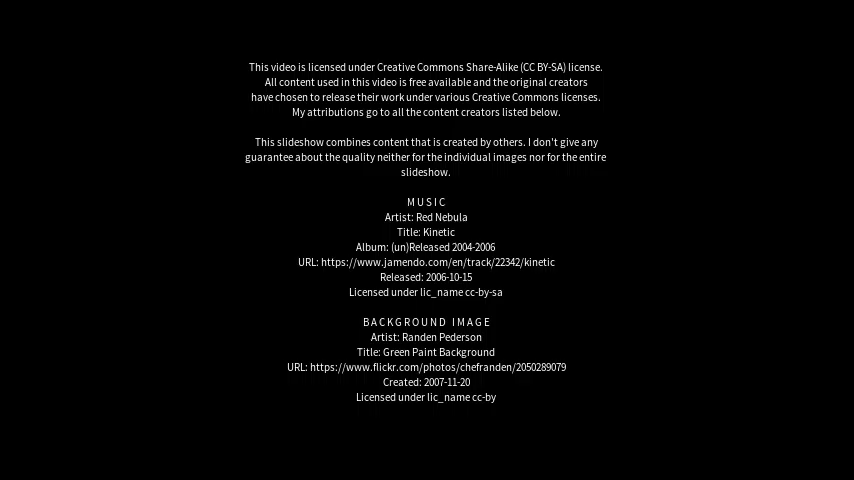 This video is licensed under Creative Commons Share-Alike (CC BY-SA) license.
All content used in this video is free available and the original creators
have chosen to release their work under various Creative Commons licenses.
My attributions go to all the content creators listed below.
This slideshow combines content that is created by others. I don't give any
guarantee about the quality neither for the individual images nor for the entire
slideshow.
MUSIC
Artist: Red Nebula
Title: Kinetic
Album: (un)Released 2004-2006
URL: https://www.jamendo.com/en/track/22342/kinetic
Released: 2006-10-15
Licensed under lic_name cc-by-sa
BACKGROUND IMAGE
Artist: Randen Pederson
Title: Green Paint Background
URL: https://www.flickr.com/photos/chefranden/2050289079
Created: 2007-11-20
Licensed under lic_name cc-by